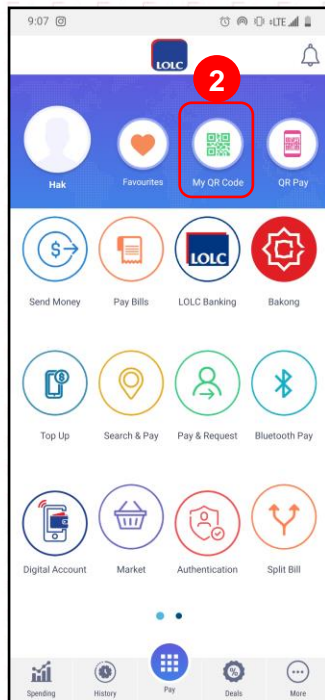 9:07 LTE
LOLC
2
Hak Favourites My QR Code QR Pay
LOLC
Send Money Pay Bills LOLC Banking Bakong
Top Up Search & Pay Pay & Request Bluetooth Pay
Digital Account Market Authentication Split Bill
Spending History Pay Deals More